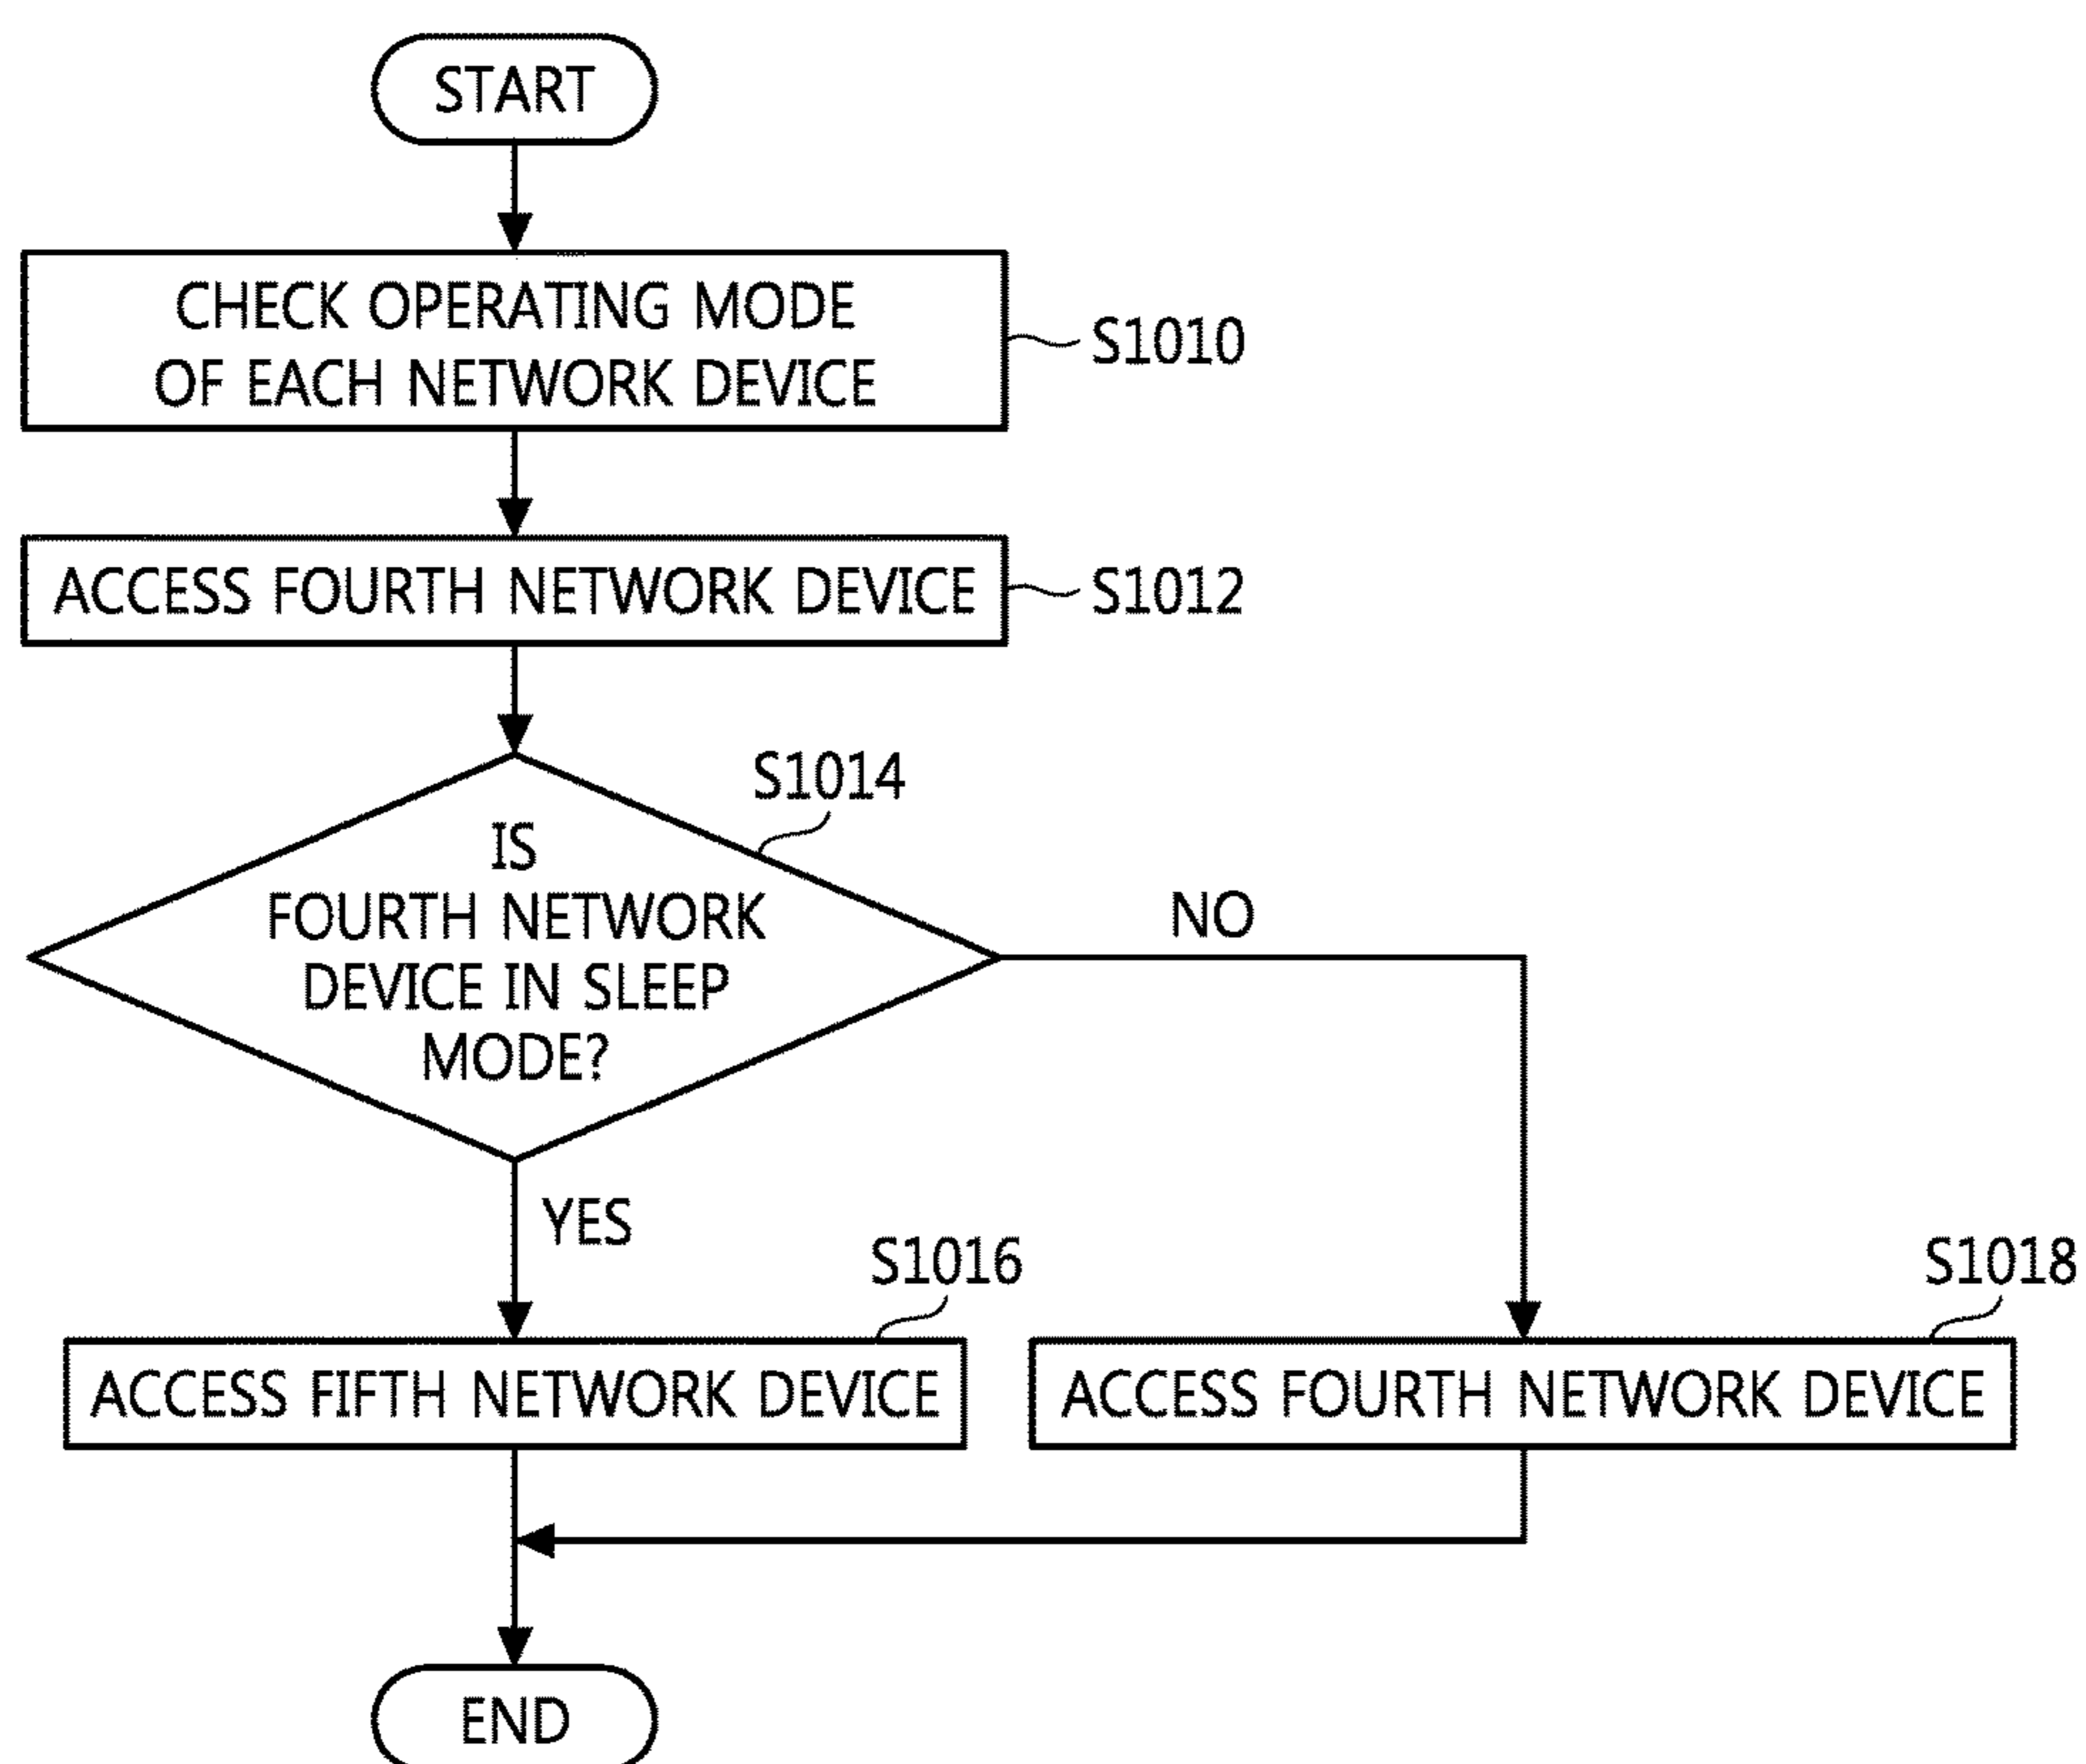 START
CHECK OPERATING MODE
OF EACH NETWORK DEVICE
S1010
ACCESS FOURTH NETWORK DEVICE
S1012
S1014
IS
FOURTH NETWORK
DEVICE IN SLEEP
MODE?
NO
YES
S1016
S1018
ACCESS FIFTH NETWORK DEVICE
ACCESS FOURTH NETWORK DEVICE
END